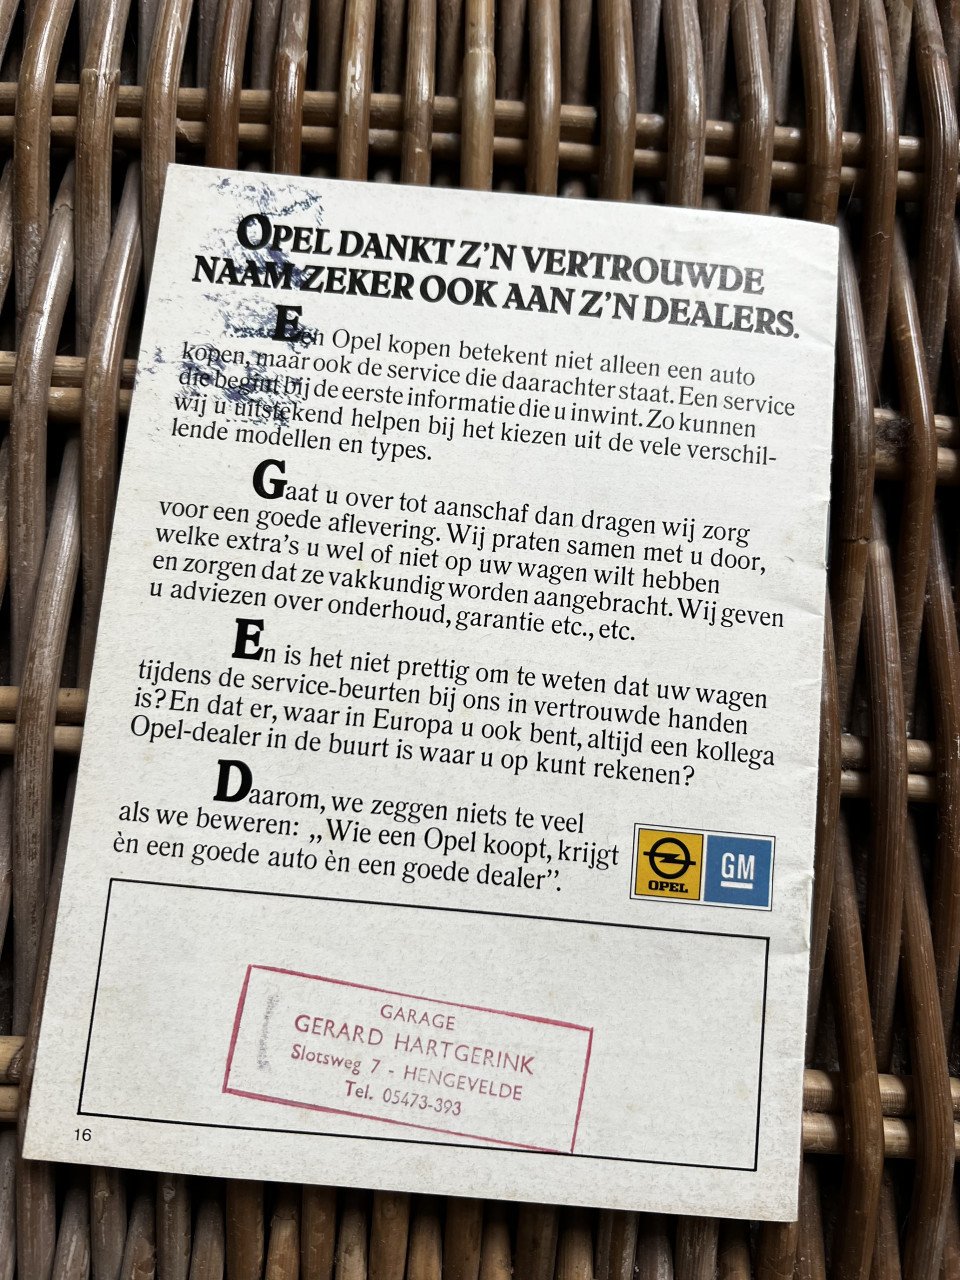 OPEL DANKT Z'N VERTROUWDE
NAAM ZEKER OOK AAN Z'N DEALERS.
Een Opel kopen betekent niet alleen een auto
kopen, maar ook de service die daarachter staat. Een service
die begint bij de eerste informatie die u inwint. Zo kunnen
wij u uitstekend helpen bij het kiezen uit de vele verschil-
lende modellen en types.
Gaat u over tot aanschaf dan dragen wij zorg
voor een goede aflevering. Wij praten samen met u door,
welke extra's u wel of niet op uw wagen wilt hebben
en zorgen dat ze vakkundig worden aangebracht. Wij geven
u adviezen over onderhoud, garantie etc., etc.
En is het niet prettig om te weten dat uw wagen
tijdens de service-beurten bij ons in vertrouwde handen
is? En dat er, waar in Europa u ook bent, altijd een kollega
Opel-dealer in de buurt is waar u op kunt rekenen?
Daarom, we zeggen niets te veel
als we beweren: „Wie een Opel koopt, krijgt
èn een goede auto èn een goede dealer”.
OPEL GM
GARAGE
GERARD HARTGERINK
Slotsweg 7 - HENGEVELDE
Tel. 05473-393
16